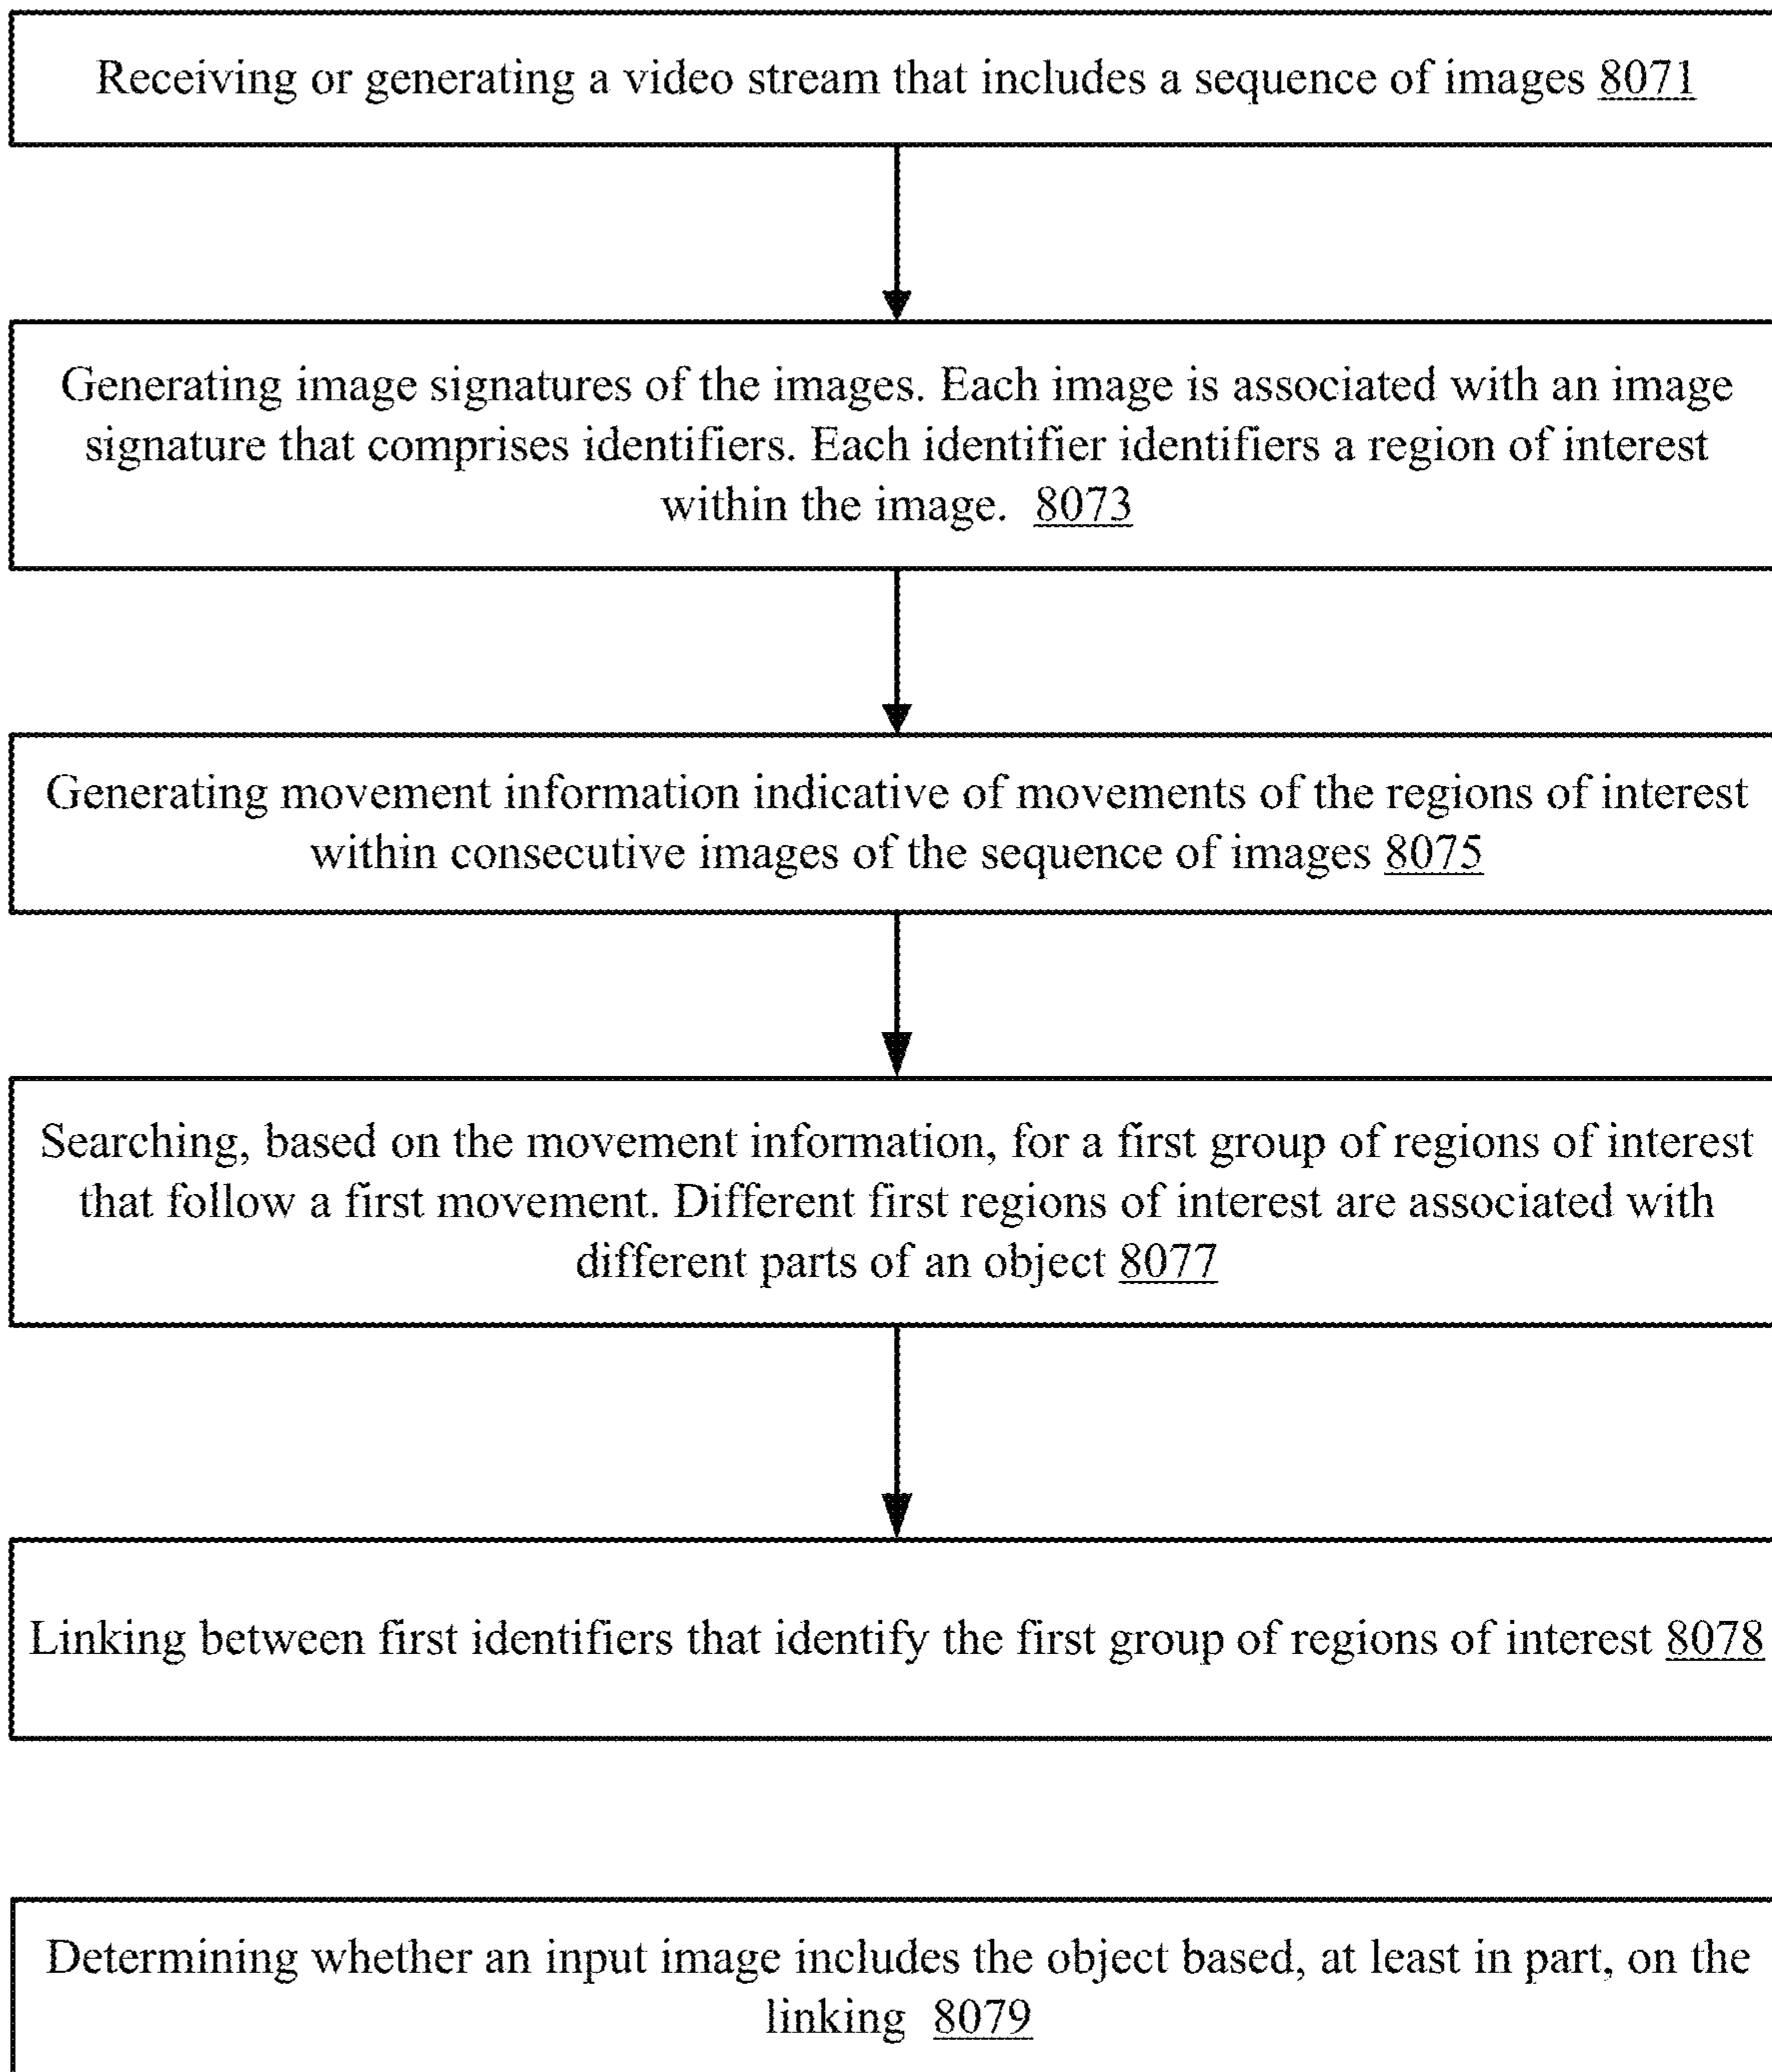 Receiving or generating a video stream that includes a sequence of images 8071
Generating image signatures of the images. Each image is associated with an image
signature that comprises identifiers. Each identifier identifiers a region of interest
within the image. 8073
Generating movement information indicative of movements of the regions of interest
within consecutive images of the sequence of images 8075
Searching, based on the movement information, for a first group of regions of interest
that follow a first movement. Different first regions of interest are associated with
different parts of an object 8077
Linking between first identifiers that identify the first group of regions of interest 8078
Determining whether an input image includes the object based, at least in part, on the
linking 8079